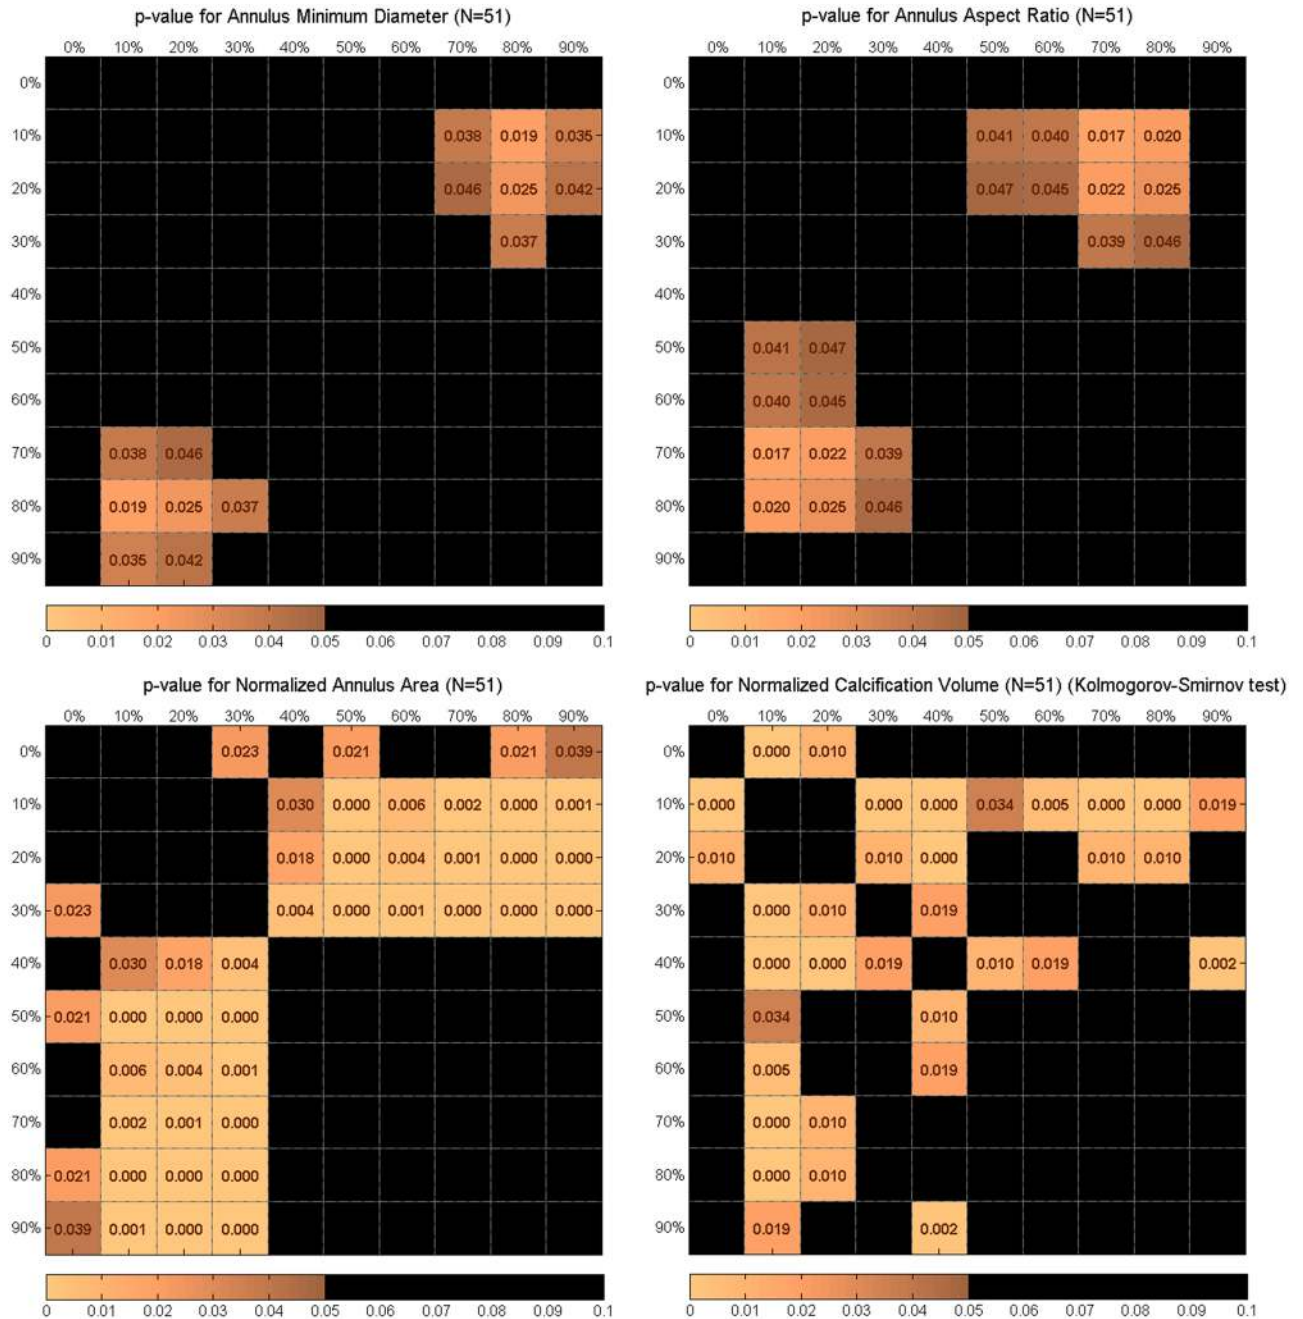 p-value for Annulus Minimum Diameter (N=51)
0% 10% 20% 30% 40% 50% 60% 70% 80% 90%
0%
10% 0.038 0.019 0.035
20% 0.046 0.025 0.042
30% 0.037
40%
50%
60%
70% 0.038 0.046
80% 0.019 0.025 0.037
90% 0.035 0.042
0 0.01 0.02 0.03 0.04 0.05 0.06 0.07 0.08 0.09 0.1
p-value for Annulus Aspect Ratio (N=51)
0% 10% 20% 30% 40% 50% 60% 70% 80% 90%
0%
10% 0.041 0.040 0.017 0.020
20% 0.047 0.045 0.022 0.025
30% 0.039 0.046
40%
50% 0.041 0.047
60% 0.040 0.045
70% 0.017 0.022 0.039
80% 0.020 0.025 0.046
90%
0 0.01 0.02 0.03 0.04 0.05 0.06 0.07 0.08 0.09 0.1
p-value for Normalized Annulus Area (N=51)
0% 10% 20% 30% 40% 50% 60% 70% 80% 90%
0% 0.023 0.021 0.021 0.039
10% 0.030 0.000 0.006 0.002 0.000 0.001
20% 0.018 0.000 0.004 0.001 0.000 0.000
30% 0.023 0.004 0.000 0.001 0.000 0.000 0.000
40% 0.030 0.018 0.004
50% 0.021 0.000 0.000 0.000
60% 0.006 0.004 0.001
70% 0.002 0.001 0.000
80% 0.021 0.000 0.000 0.000
90% 0.039 0.001 0.000 0.000
0 0.01 0.02 0.03 0.04 0.05 0.06 0.07 0.08 0.09 0.1
p-value for Normalized Calcification Volume (N=51) (Kolmogorov-Smirnov test)
0% 10% 20% 30% 40% 50% 60% 70% 80% 90%
0% 0.000 0.010
10% 0.000 0.000 0.000 0.034 0.005 0.000 0.000 0.019
20% 0.010 0.010 0.000 0.010 0.010
30% 0.000 0.010 0.019
40% 0.000 0.000 0.019 0.010 0.019 0.002
50% 0.034 0.010
60% 0.005 0.019
70% 0.000 0.010
80% 0.000 0.010
90% 0.019 0.002
0 0.01 0.02 0.03 0.04 0.05 0.06 0.07 0.08 0.09 0.1